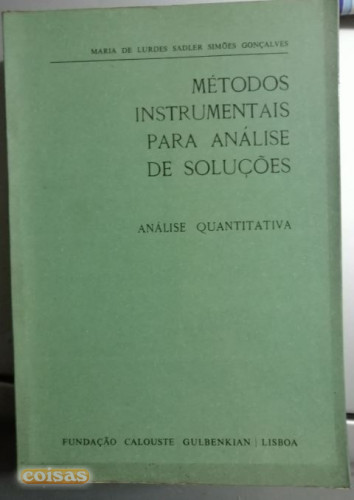 MARIA DE LURDES SADLER SIMÕES GONÇALVES
MÉTODOS
INSTRUMENTAIS
PARA ANÁLISE
DE SOLUÇÕES
ANÁLISE QUANTITATIVA
FUNDAÇÃO CALOUSTE GULBENKIAN | LISBOA
coisas